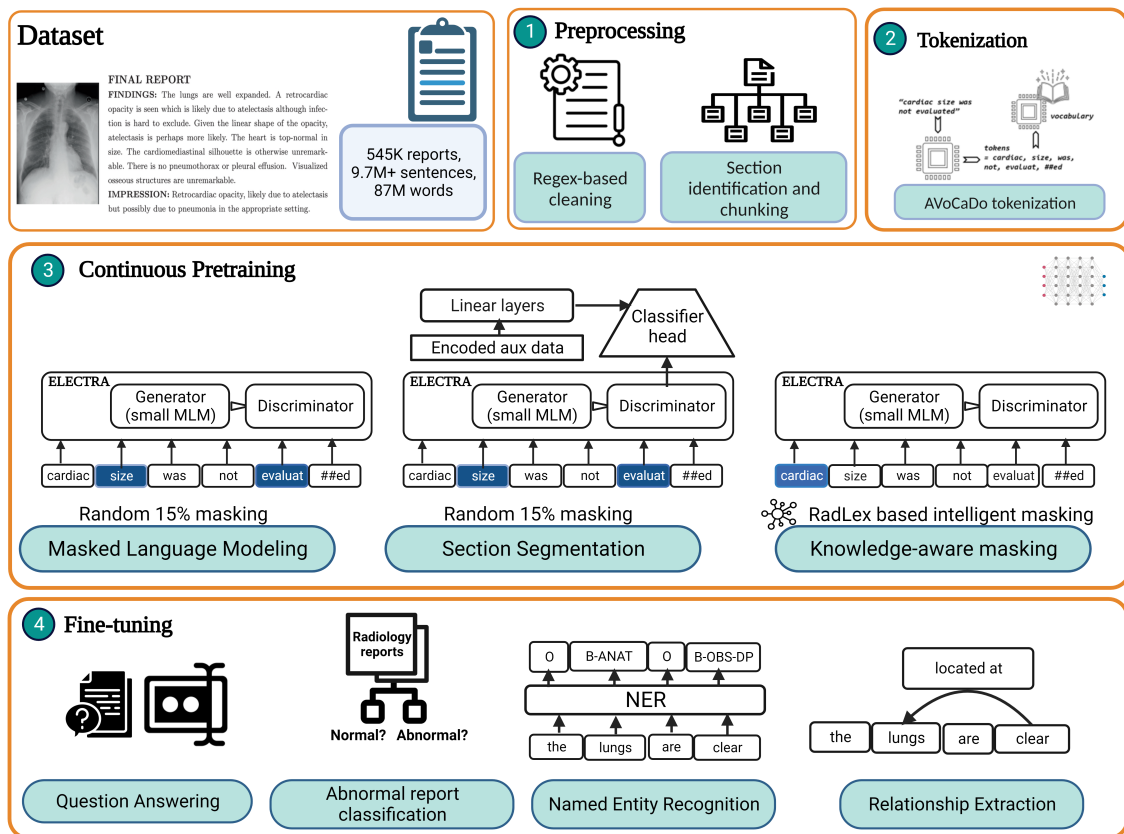 Dataset
FINAL REPORT
FINDINGS: The lungs are well expanded. A retrocardiac
opacity is seen which is likely due to atelectasis although infec-
tion is hard to exclude. Given the linear shape of the opacity,
atelectasis is perhaps more likely. The heart is top-normal in
size. The cardiomediastinal silhouette is otherwise unremark-
able. There is no pneumothorax or pleural effusion. Visualized
osseous structures are unremarkable.
IMPRESSION: Retrocardiac opacity, likely due to atelectasis
but possibly due to pneumonia in the appropriate setting.
545K reports,
9.7M+ sentences,
87M words
1 Preprocessing
Regex-based
cleaning
Section
identification and
chunking
2 Tokenization
"cardiac size was
not evaluated"
vocabulary
tokens
= cardiac, size, was,
not, evaluat, ##ed
AVoCaDo tokenization
3 Continuous Pretraining
ELECTRA
Generator
(small MLM)
Discriminator
cardiac size was not evaluat ##ed
Random 15% masking
Masked Language Modeling
Linear layers
Encoded aux data
Classifier
head
ELECTRA
Generator
(small MLM)
Discriminator
cardiac size was not evaluat ##ed
Random 15% masking
Section Segmentation
ELECTRA
Generator
(small MLM)
Discriminator
cardiac size was not evaluat ##ed
RadLex based intelligent masking
Knowledge-aware masking
4 Fine-tuning
?
Question Answering
Radiology
reports
Normal? Abnormal?
Abnormal report
classification
O B-ANAT O B-OBS-DP
NER
the lungs are clear
Named Entity Recognition
located at
the lungs are clear
Relationship Extraction